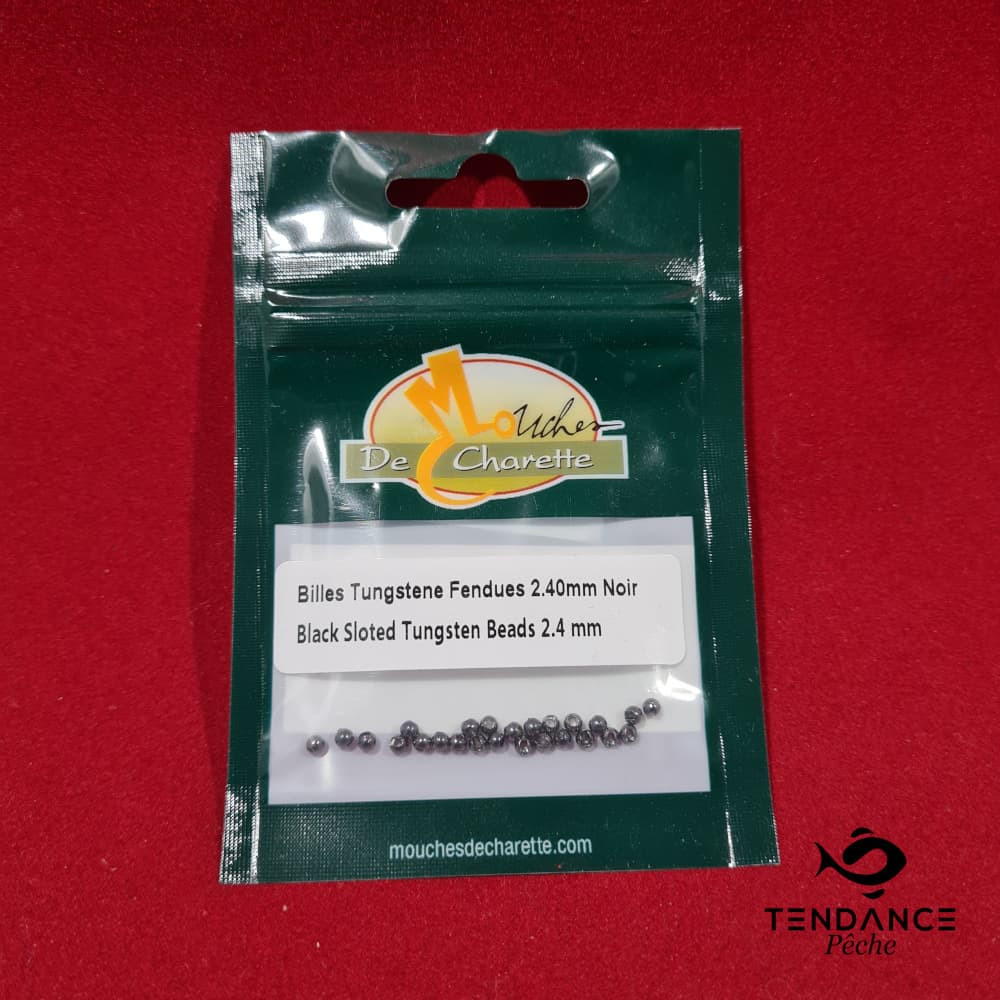 Mouches
De Charette
Billes Tungstene Fendues 2.40mm Noir
Black Sloted Tungsten Beads 2.4 mm
mouchesdecharette.com
TENDANCE
Pêche